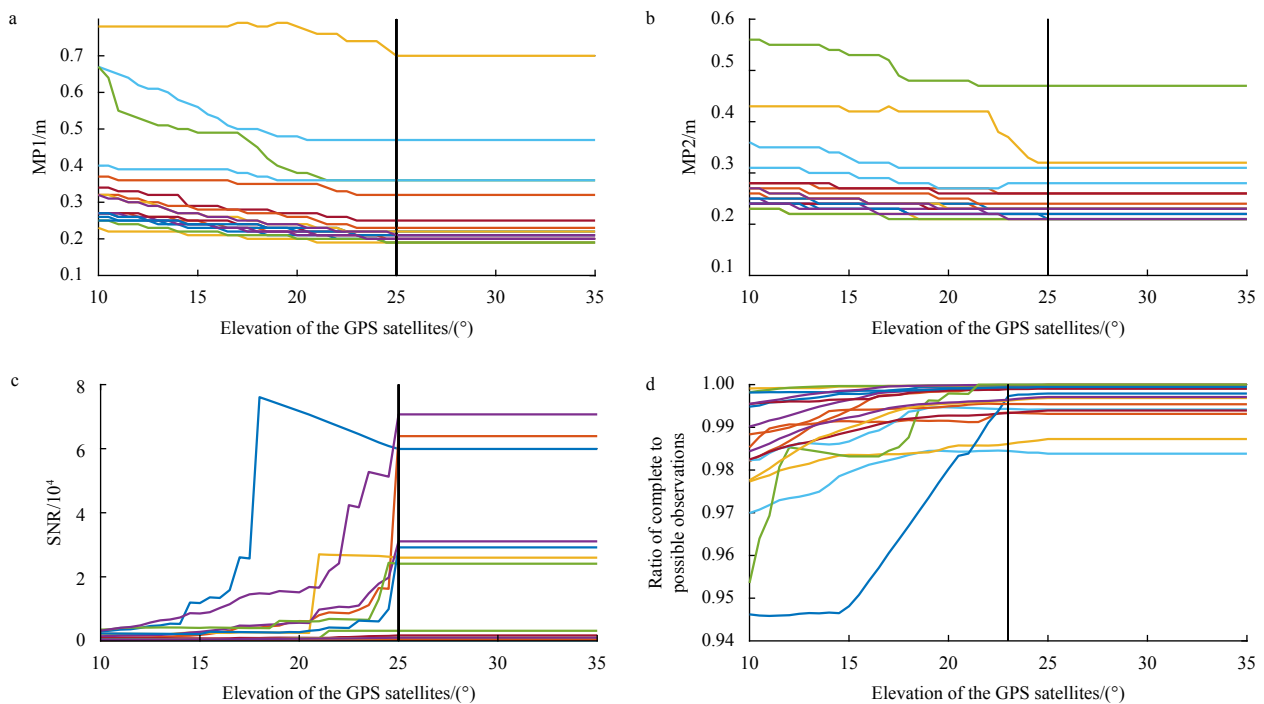 a
0.7
0.6
0.5
0.4
0.3
0.2
0.1
MP1/m
10 15 20 25 30 35
Elevation of the GPS satellites/(°)
b
0.6
0.5
0.4
0.3
0.2
0.1
MP2/m
10 15 20 25 30 35
Elevation of the GPS satellites/(°)
c
8
6
4
2
0
SNR/10⁴
10 15 20 25 30 35
Elevation of the GPS satellites/(°)
d
1.00
0.99
0.98
0.97
0.96
0.95
0.94
Ratio of complete to
possible observations
10 15 20 25 30 35
Elevation of the GPS satellites/(°)